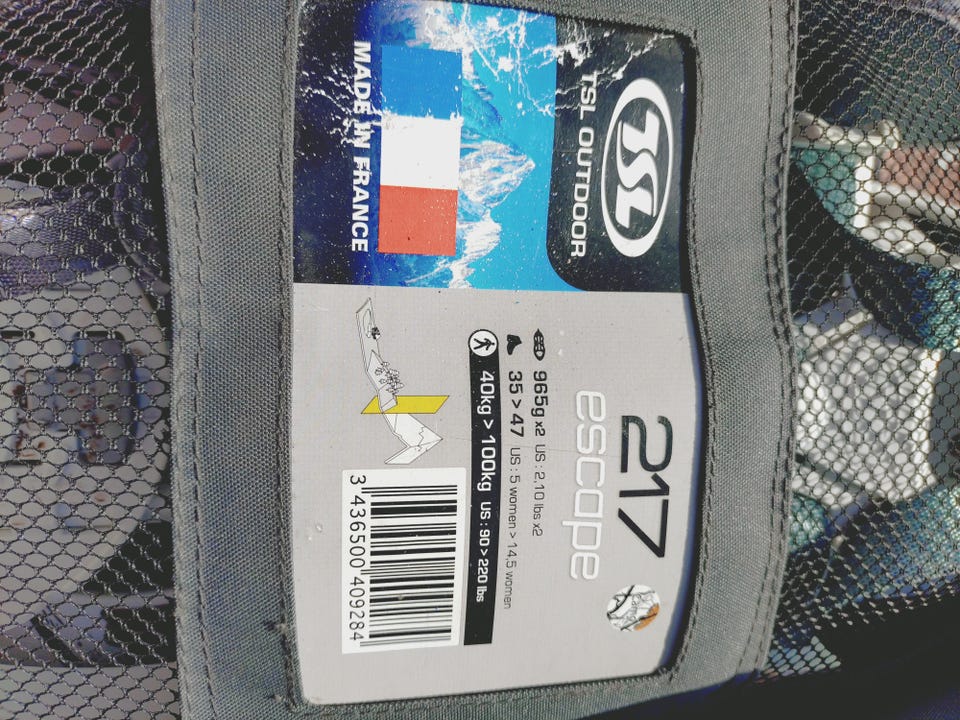 TSL
TSL OUTDOOR
MADE IN FRANCE
217
escape
965g x2 US : 2,10 lbs x2
35 > 47 US : 5 women > 14,5 women
40kg > 100kg US : 90 > 220 lbs
3 436500 409284